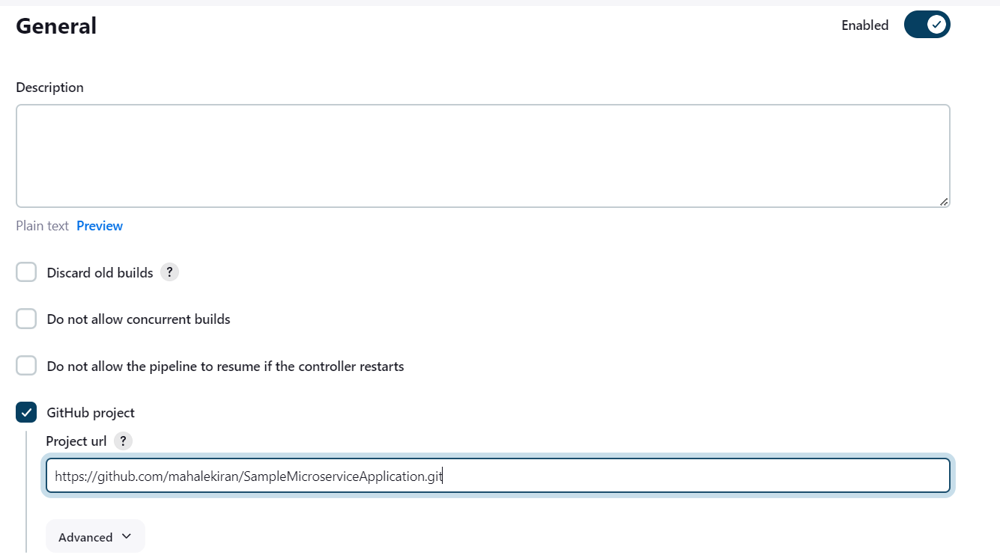 General
Enabled
Description
Plain text Preview
Discard old builds ?
Do not allow concurrent builds
Do not allow the pipeline to resume if the controller restarts
GitHub project
Project url ?
https://github.com/mahalekiran/SampleMicroserviceApplication.git
Advanced